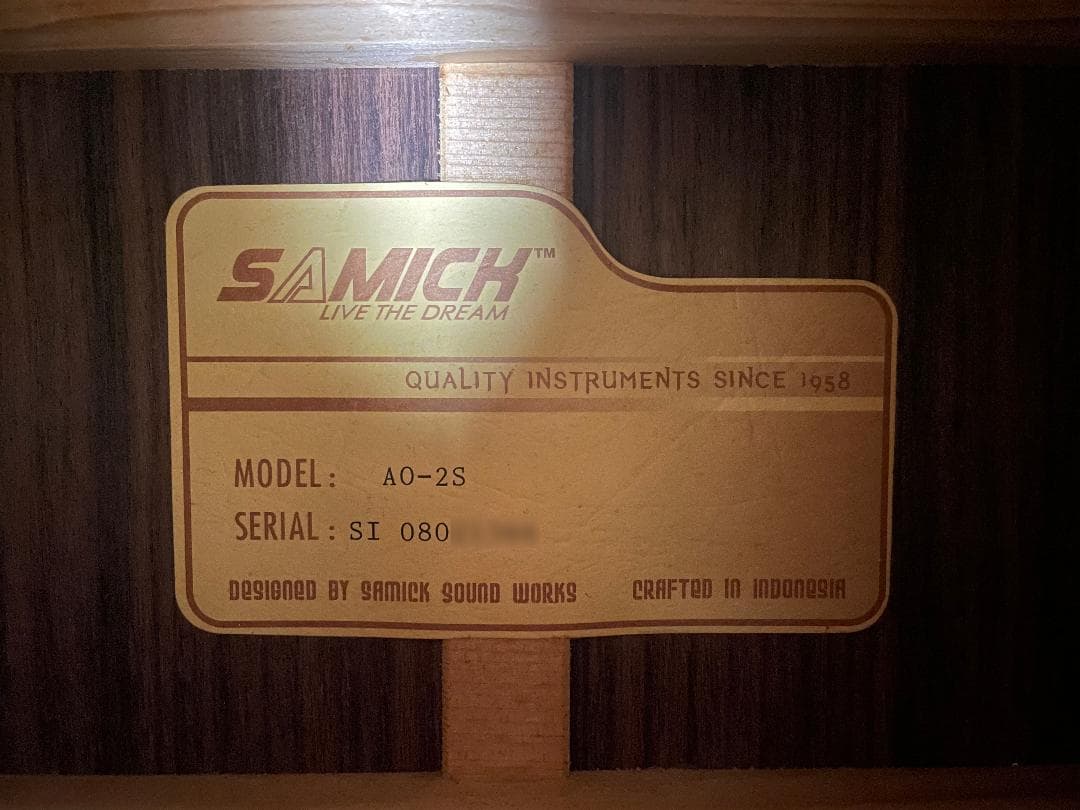 SAMICK™
LIVE THE DREAM
QUALITY INSTRUMENTS SINCE 1958
MODEL: AO-2S
SERIAL: SI 080
DESIGNED BY SAMICK SOUND WORKS CRAFTED IN INDONESIA